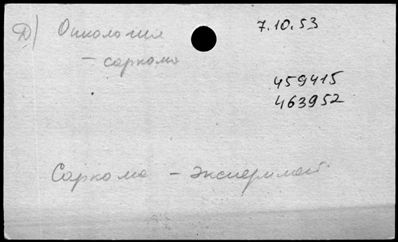 Д) Онкология 7.10.53
– саркома
459415
463952
Саркома – эксперимент